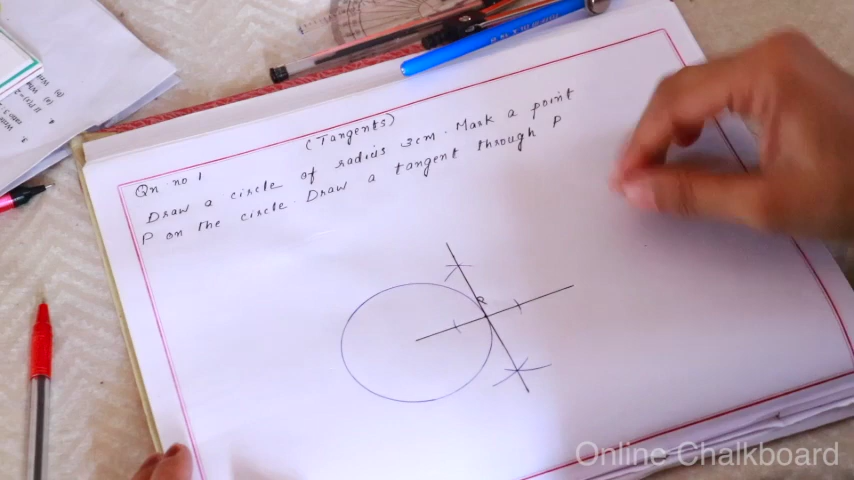 (Tangents)
Qn. no 1
Draw a circle of radius 3cm. Mark a point
P on the circle. Draw a tangent through P
Online Chalkboard